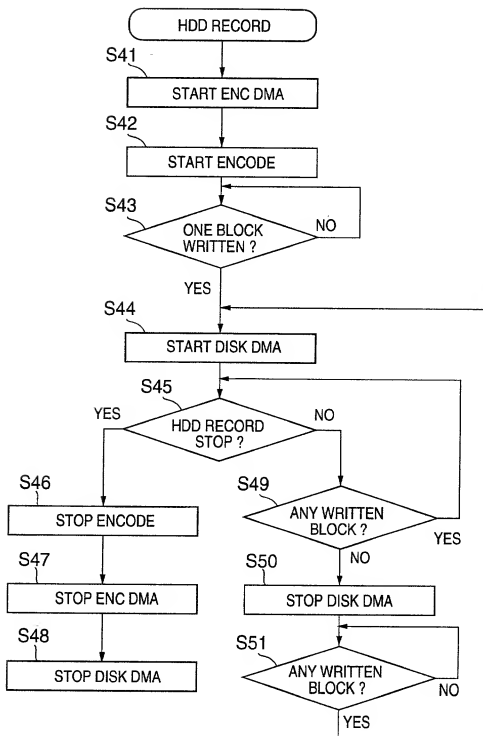 HDD RECORD
S41
START ENC DMA
S42
START ENCODE
S43
ONE BLOCK
WRITTEN ?
NO
YES
S44
START DISK DMA
S45
HDD RECORD
STOP ?
YES
NO
S46
STOP ENCODE
S49
ANY WRITTEN
BLOCK ?
YES
NO
S47
STOP ENC DMA
S50
STOP DISK DMA
S48
STOP DISK DMA
S51
ANY WRITTEN
BLOCK ?
NO
YES